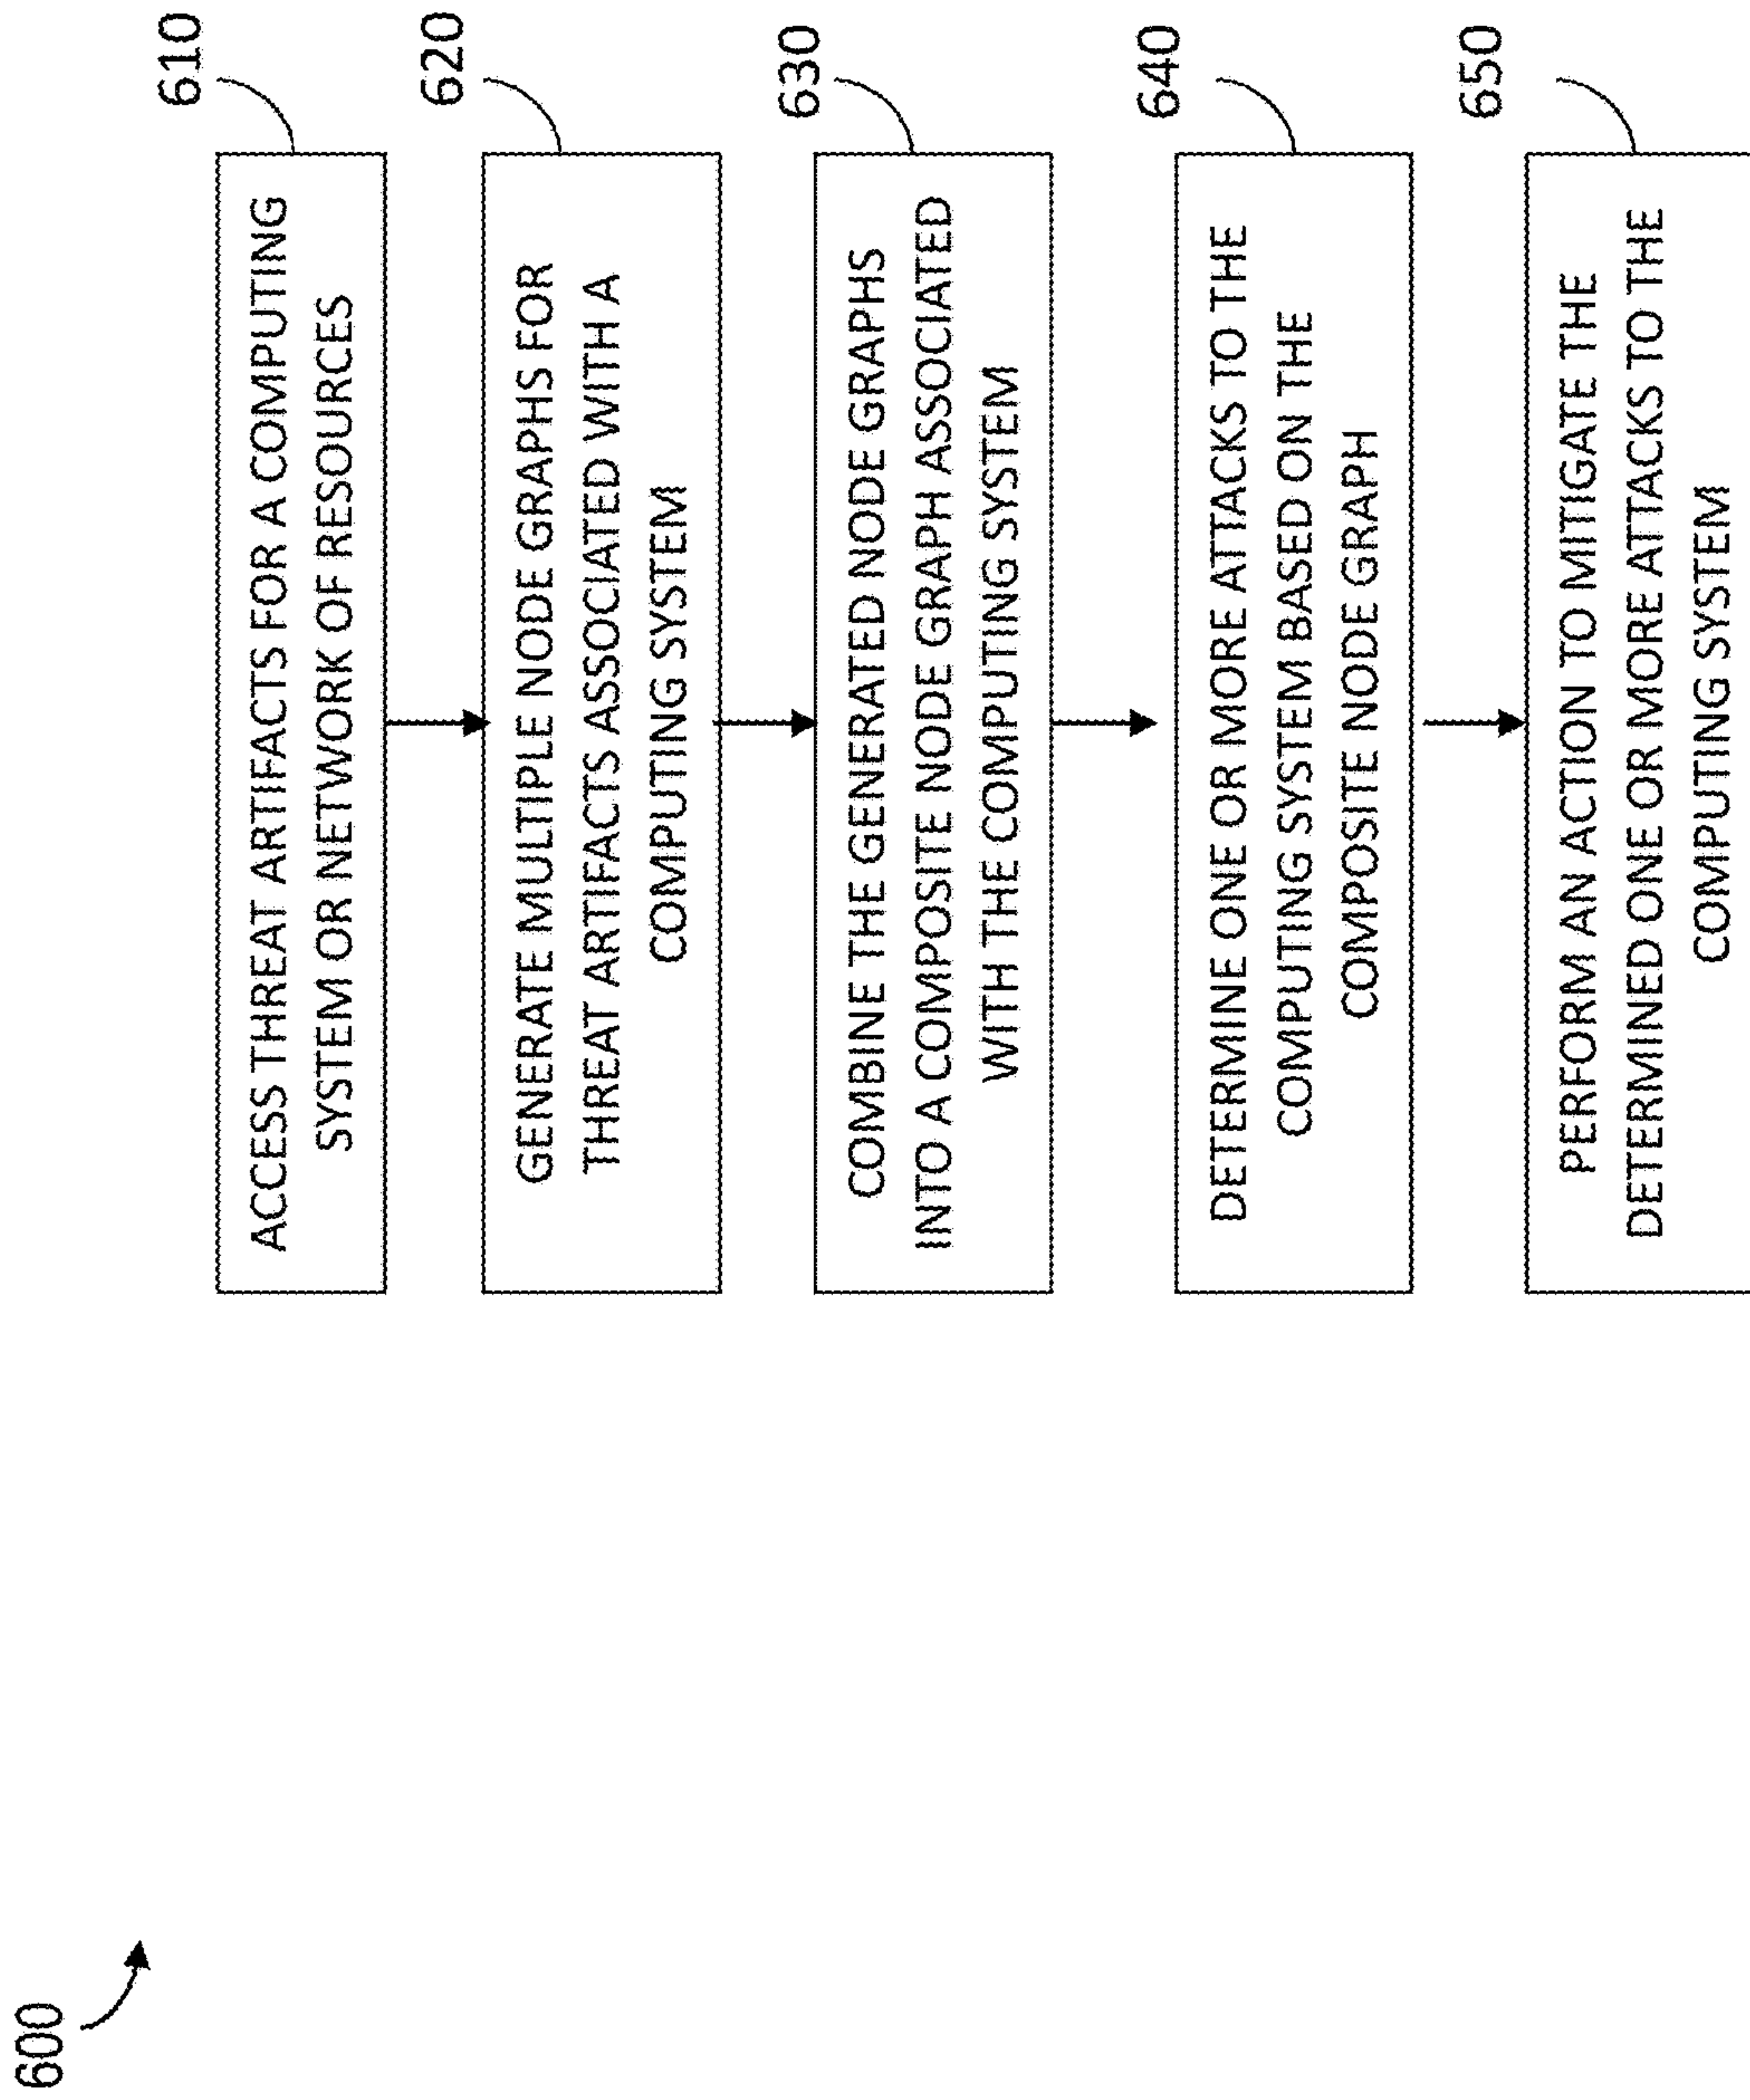 600
610
ACCESS THREAT ARTIFACTS FOR A COMPUTING
SYSTEM OR NETWORK OF RESOURCES
620
GENERATE MULTIPLE NODE GRAPHS FOR
THREAT ARTIFACTS ASSOCIATED WITH A
COMPUTING SYSTEM
630
COMBINE THE GENERATED NODE GRAPHS
INTO A COMPOSITE NODE GRAPH ASSOCIATED
WITH THE COMPUTING SYSTEM
640
DETERMINE ONE OR MORE ATTACKS TO THE
COMPUTING SYSTEM BASED ON THE
COMPOSITE NODE GRAPH
650
PERFORM AN ACTION TO MITIGATE THE
DETERMINED ONE OR MORE ATTACKS TO THE
COMPUTING SYSTEM